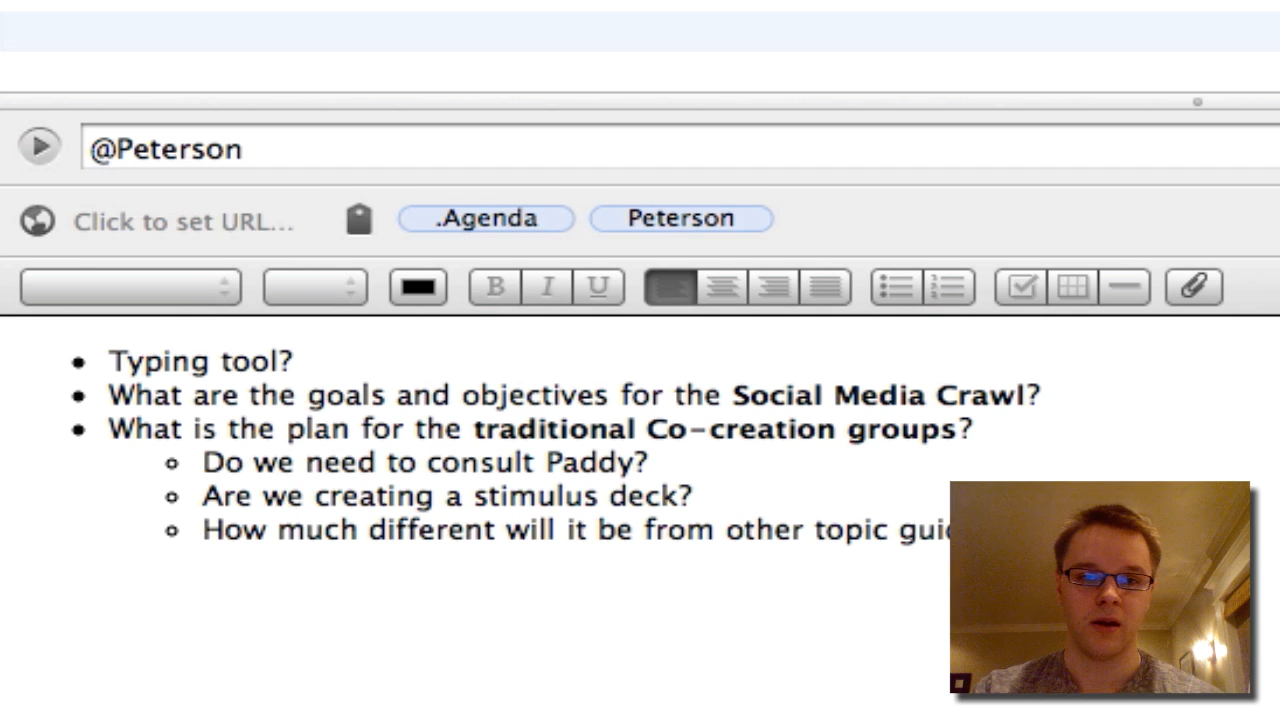 @Peterson
Click to set URL... .Agenda Peterson
B I U
• Typing tool?
• What are the goals and objectives for the Social Media Crawl?
• What is the plan for the traditional Co-creation groups?
◦ Do we need to consult Paddy?
◦ Are we creating a stimulus deck?
◦ How much different will it be from other topic